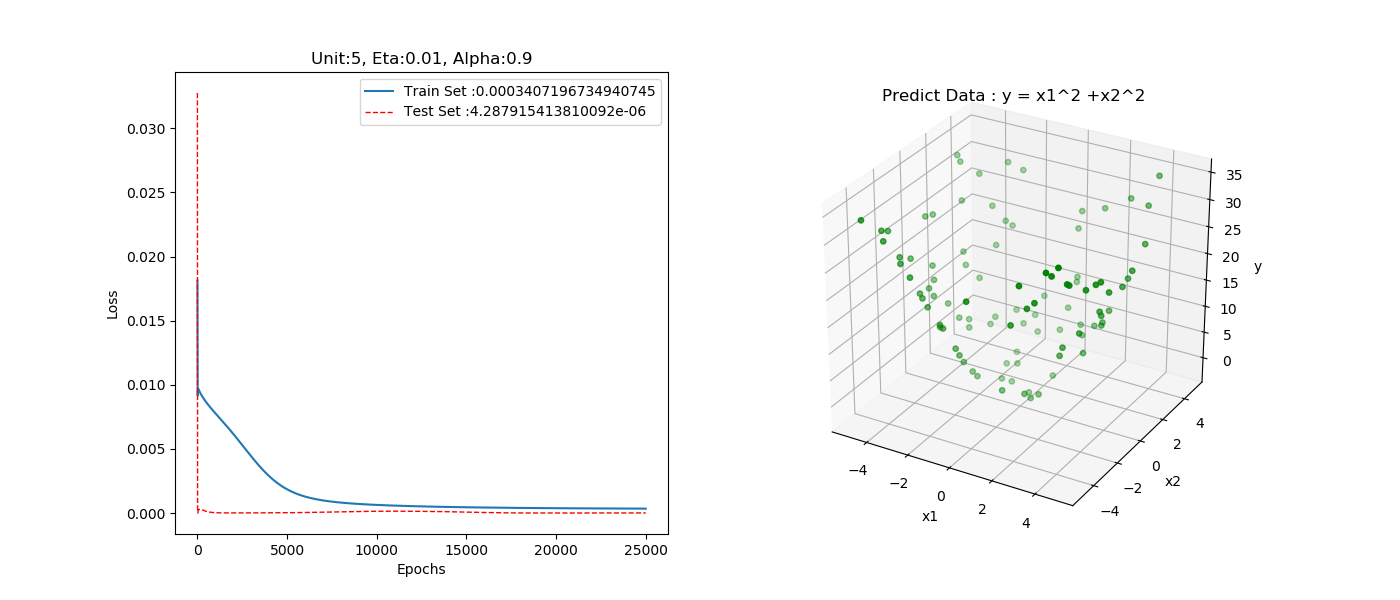 Unit:5, Eta:0.01, Alpha:0.9
Train Set :0.0003407196734940745
Test Set :4.287915413810092e-06
0.030
0.025
0.020
0.015
0.010
0.005
0.000
Loss
0 5000 10000 15000 20000 25000
Epochs
Predict Data : y = x1^2 +x2^2
35
30
25
20
15
10
5
0
y
−4 −2 0 2 4
x1
−4 −2 0 2 4
x2